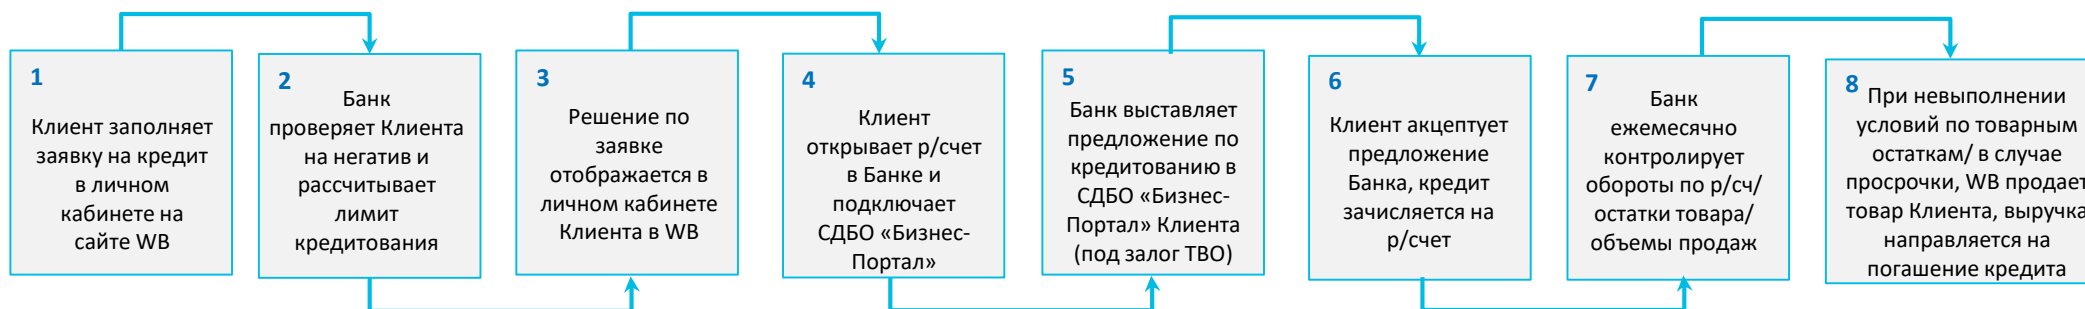 1
Клиент заполняет
заявку на кредит
в личном
кабинете на
сайте WB
2
Банк
проверяет Клиента
на негатив и
рассчитывает
лимит
кредитования
3
Решение по
заявке
отображается в
личном кабинете
Клиента в WB
4
Клиент
открывает р/счет
в Банке и
подключает
СДБО «Бизнес-
Портал»
5
Банк выставляет
предложение по
кредитованию в
СДБО «Бизнес-
Портал» Клиента
(под залог ТВО)
6
Клиент акцептует
предложение
Банка, кредит
зачисляется на
р/счет
7
Банк
ежемесячно
контролирует
обороты по р/сч/
остатки товара/
объемы продаж
8
При невыполнении
условий по товарным
остаткам/ в случае
просрочки, WB продает
товар Клиента, выручка
направляется на
погашение кредита